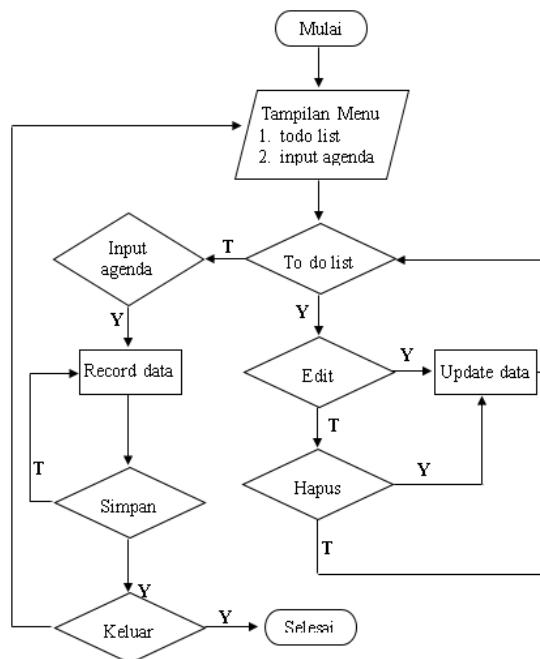 Mulai
Tampilan Menu
1. todo list
2. input agenda
Input
agenda
T
To do list
Y
Y
Record data
Edit
Y
Update data
T
T
Simpan
Hapus
Y
T
Y
Keluar
Y
Selesai